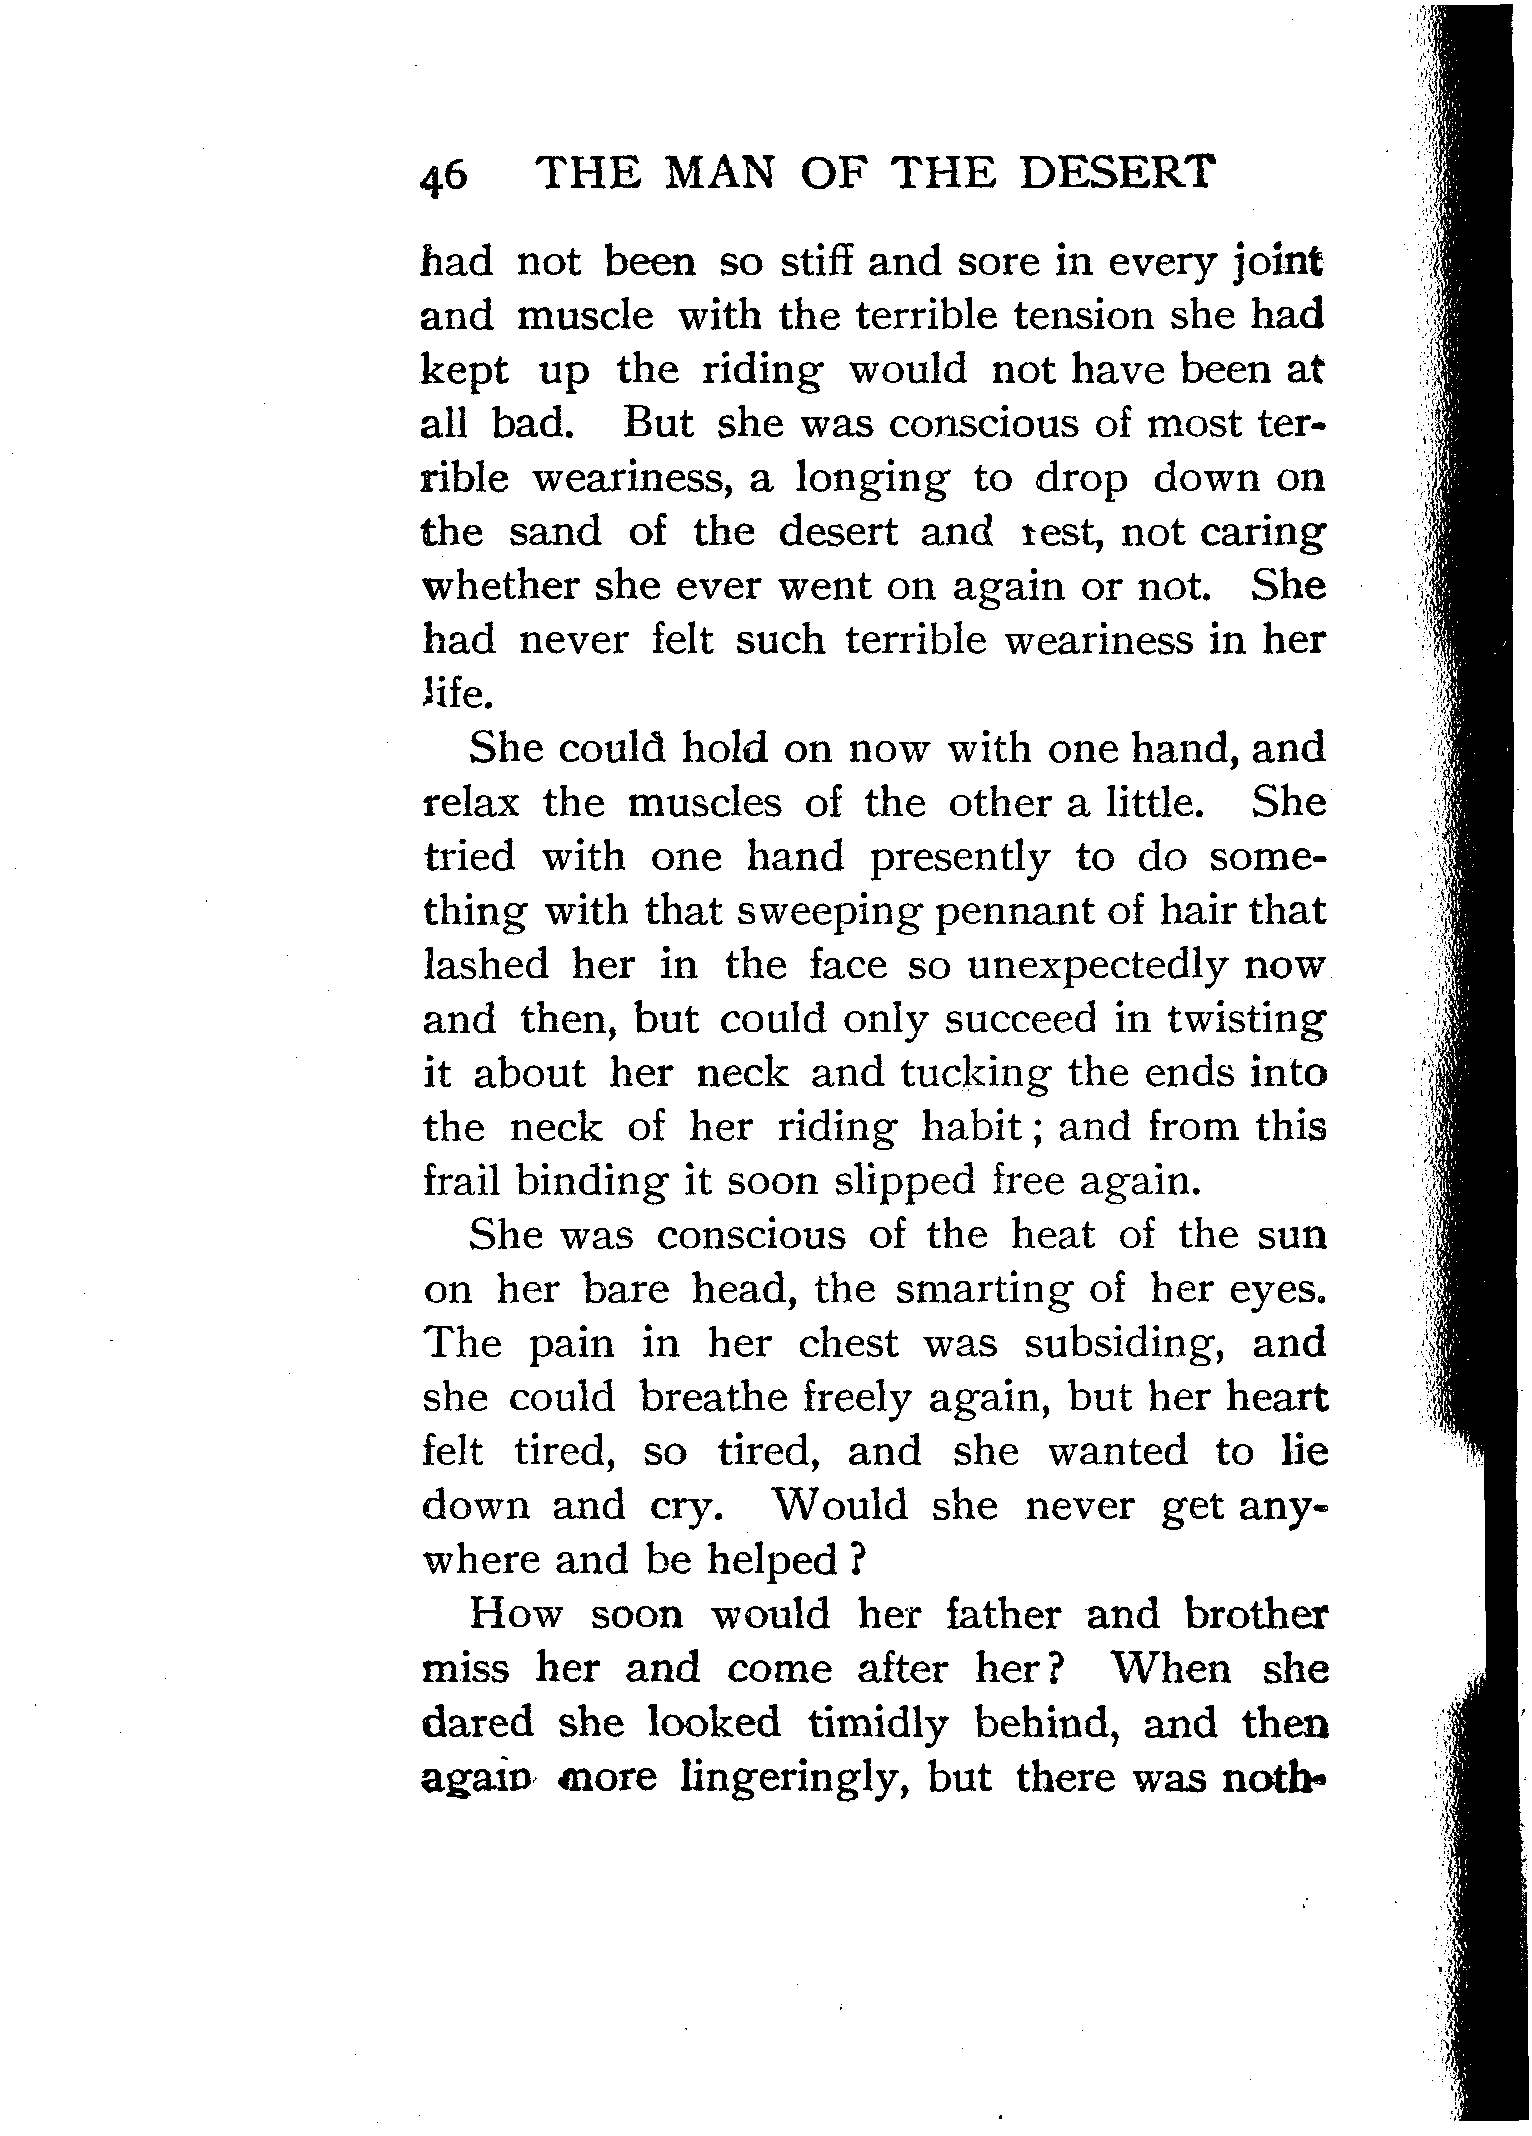 46 THE MAN OF THE DESERT
had not been so stiff and sore in every joint
and muscle with the terrible tension she had
kept up the riding would not have been at
all bad. But she was conscious of most ter-
rible weariness, a longing to drop down on
the sand of the desert and rest, not caring
whether she ever went on again or not. She
had never felt such terrible weariness in her
life.
She could hold on now with one hand, and
relax the muscles of the other a little. She
tried with one hand presently to do some-
thing with that sweeping pennant of hair that
lashed her in the face so unexpectedly now
and then, but could only succeed in twisting
it about her neck and tucking the ends into
the neck of her riding habit; and from this
frail binding it soon slipped free again.
She was conscious of the heat of the sun
on her bare head, the smarting of her eyes.
The pain in her chest was subsiding, and
she could breathe freely again, but her heart
felt tired, so tired, and she wanted to lie
down and cry. Would she never get any-
where and be helped?
How soon would her father and brother
miss her and come after her? When she
dared she looked timidly behind, and then
again more lingeringly, but there was noth-